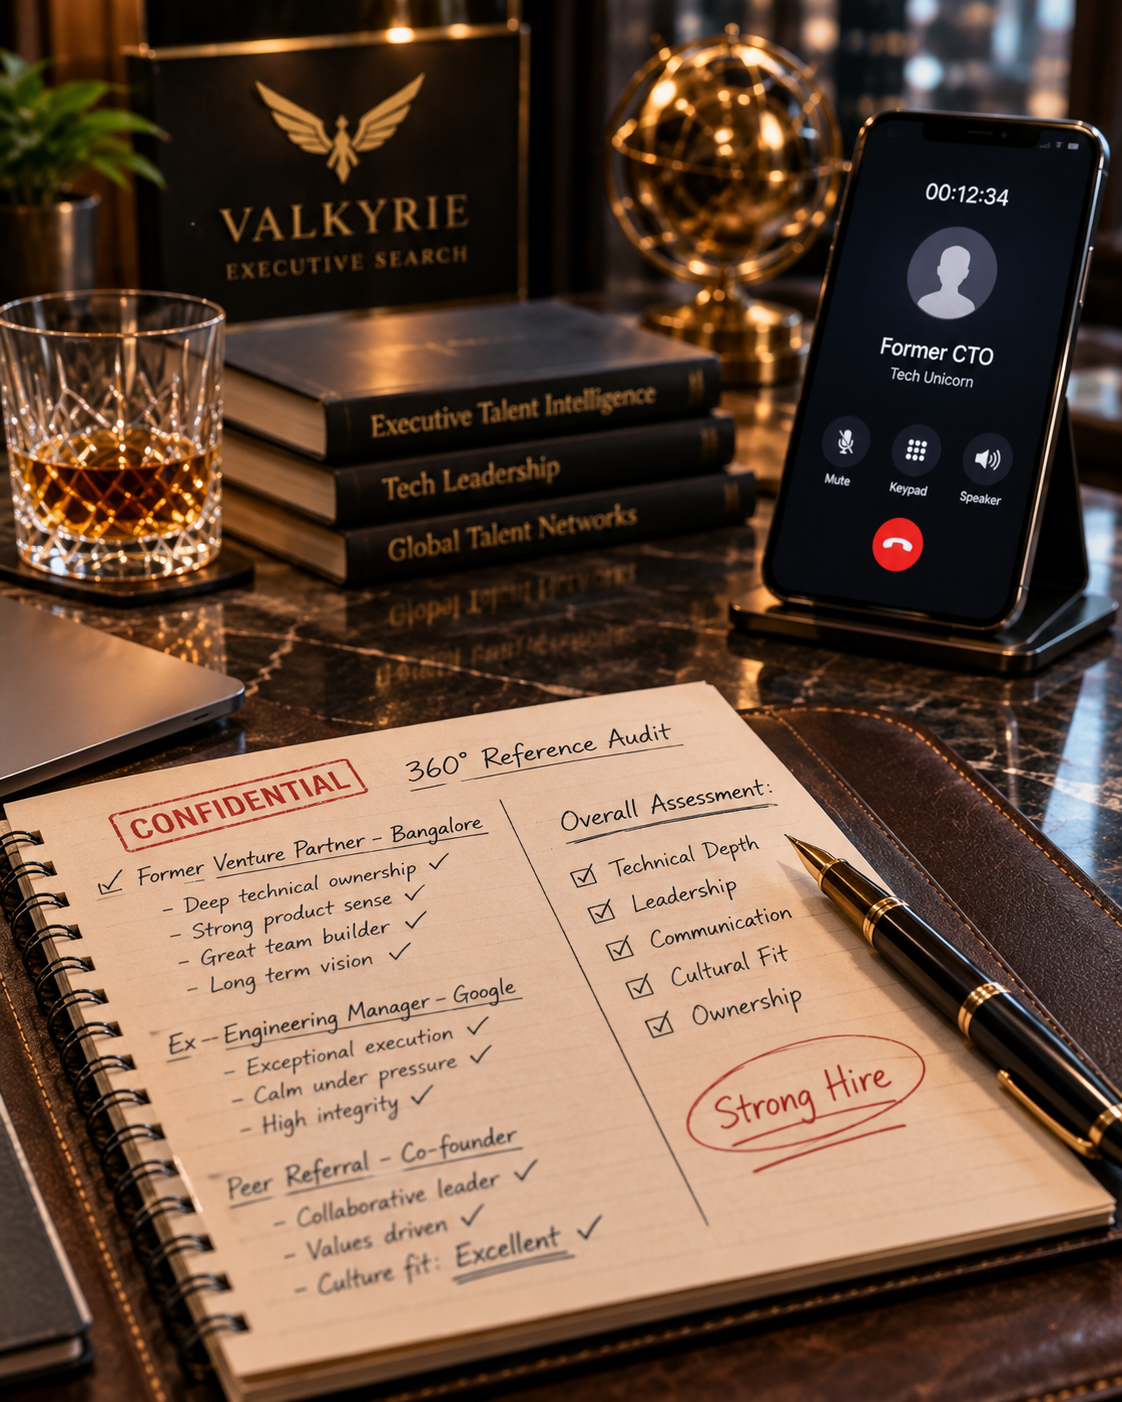 VALKYRIE
EXECUTIVE SEARCH
00:12:34
Former CTO
Tech Unicorn
Mute
Keypad
Speaker
Executive Talent Intelligence
Tech Leadership
Global Talent Networks
CONFIDENTIAL
360° Reference Audit
Former Venture Partner – Bangalore
– Deep technical ownership ✓
– Strong product sense ✓
– Great team builder ✓
– Long term vision ✓
Ex – Engineering Manager – Google
– Exceptional execution ✓
– Calm under pressure ✓
– High integrity ✓
Peer Referral – Co-founder
– Collaborative leader ✓
– Values driven ✓
– Culture fit: Excellent ✓
Overall Assessment:
Technical Depth
Leadership
Communication
Cultural Fit
Ownership
Strong Hire